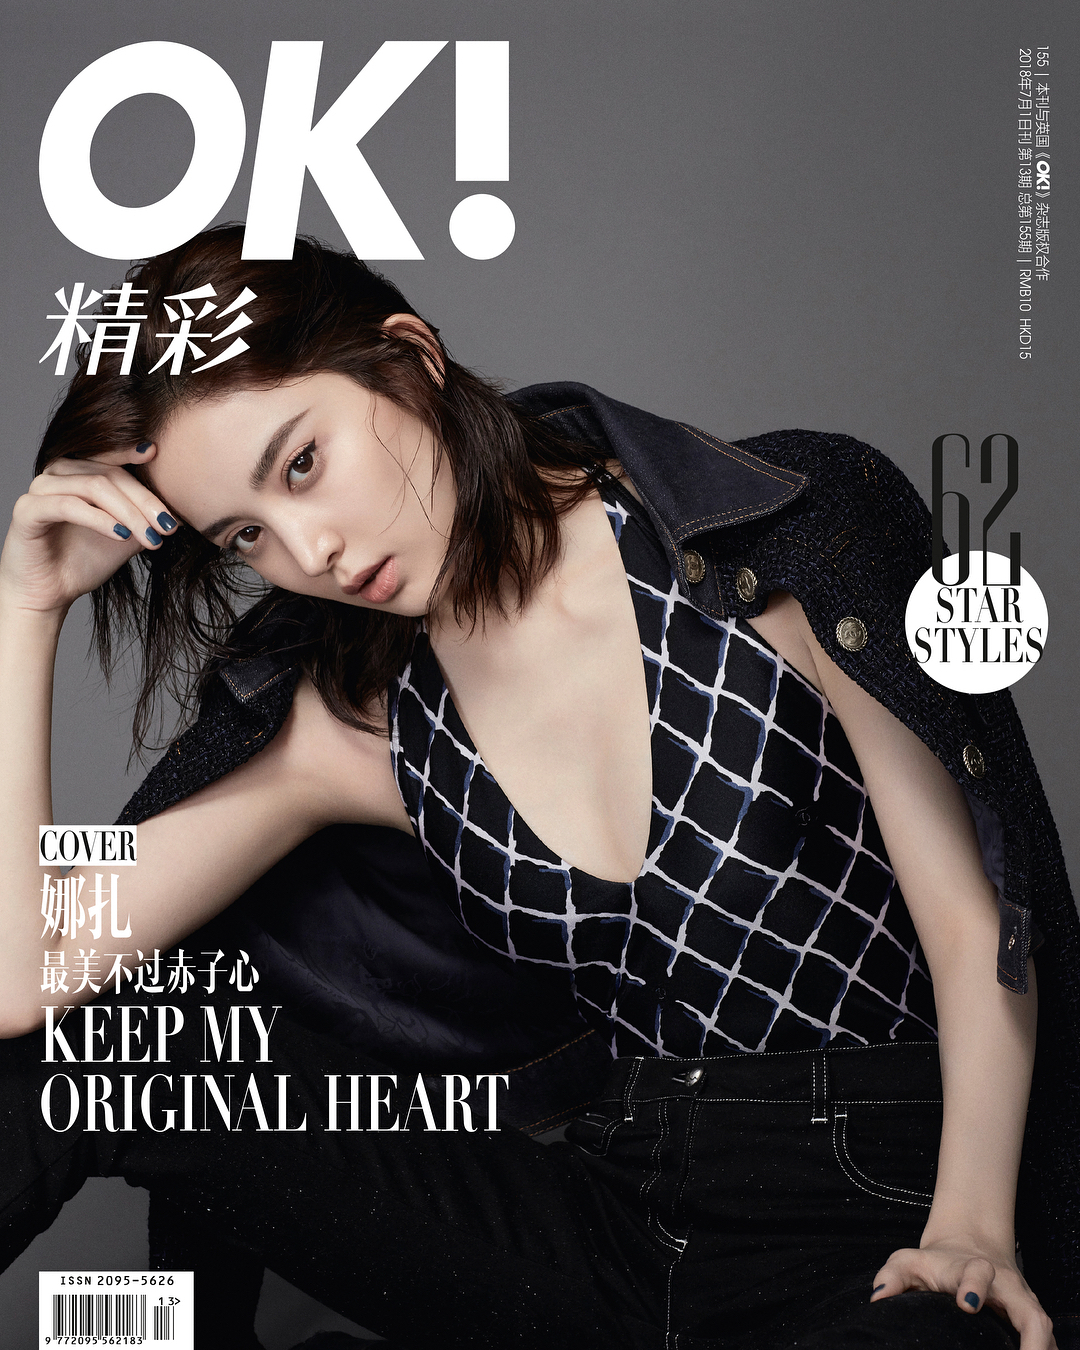 OK!
精彩
155 | 本刊与英国《OK!》杂志版权合作
2018年7月1日刊 第13期 总第155期 | RMB10 HKD15
62
STAR
STYLES
COVER
娜扎
最美不过赤子心
KEEP MY
ORIGINAL HEART
ISSN 2095-5626
13>
9 772095 562183